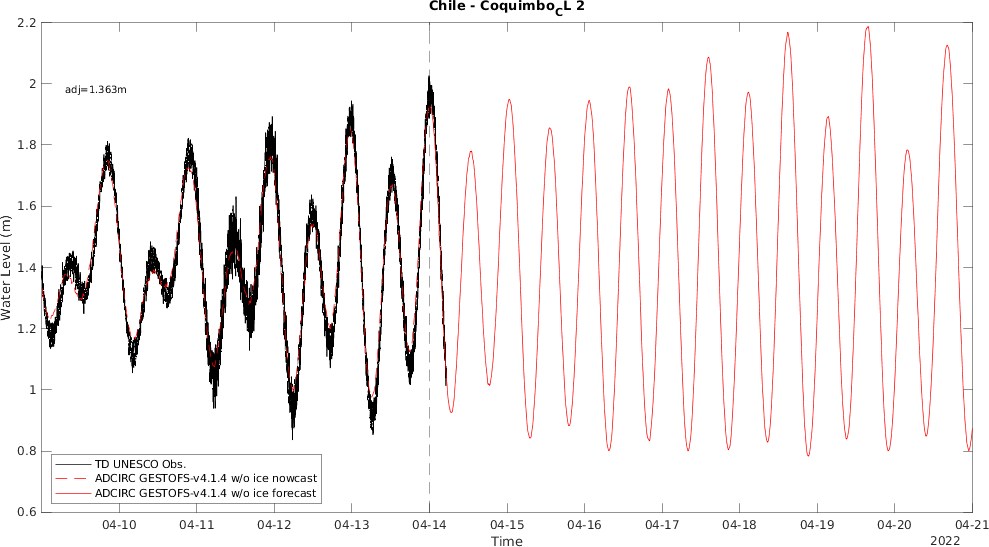 Chile - Coquimbo_CL 2
2.2
2
1.8
1.6
1.4
1.2
1
0.8
0.6
Water Level (m)
adj=1.363m
TD UNESCO Obs.
ADCIRC GESTOFS-v4.1.4 w/o ice nowcast
ADCIRC GESTOFS-v4.1.4 w/o ice forecast
04-10 04-11 04-12 04-13 04-14 04-15 04-16 04-17 04-18 04-19 04-20 04-21
Time
2022